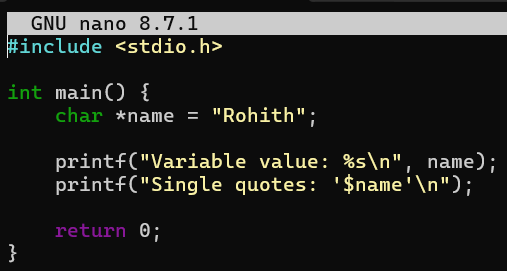 GNU nano 8.7.1
#include <stdio.h>
int main() {
    char *name = "Rohith";
    printf("Variable value: %s\n", name);
    printf("Single quotes: '$name'\n");
    return 0;
}